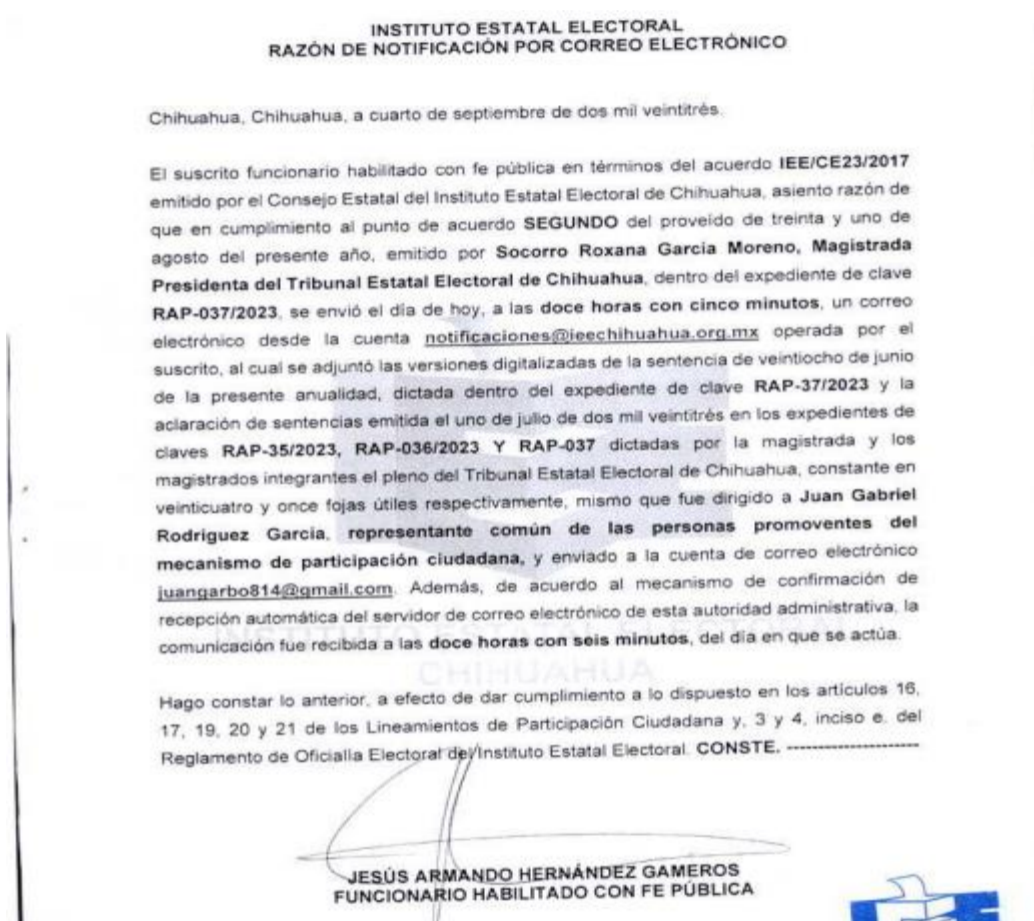 INSTITUTO ESTATAL ELECTORAL
RAZÓN DE NOTIFICACIÓN POR CORREO ELECTRÓNICO
Chihuahua, Chihuahua, a cuarto de septiembre de dos mil veintitrés.
El suscrito funcionario habilitado con fe pública en términos del acuerdo IEE/CE23/2017
emitido por el Consejo Estatal del Instituto Estatal Electoral de Chihuahua, asiento razón de
que en cumplimiento al punto de acuerdo SEGUNDO del proveído de treinta y uno de
agosto del presente año, emitido por Socorro Roxana Garcia Moreno, Magistrada
Presidenta del Tribunal Estatal Electoral de Chihuahua, dentro del expediente de clave
RAP-037/2023, se envió el día de hoy, a las doce horas con cinco minutos, un correo
electrónico desde la cuenta notificaciones@ieechihuahua.org.mx operada por el
suscrito, al cual se adjuntó las versiones digitalizadas de la sentencia de veintiocho de junio
de la presente anualidad, dictada dentro del expediente de clave RAP-37/2023 y la
aclaración de sentencias emitida el uno de julio de dos mil veintitrés en los expedientes de
claves RAP-35/2023, RAP-036/2023 Y RAP-037 dictadas por la magistrada y los
magistrados integrantes el pleno del Tribunal Estatal Electoral de Chihuahua, constante en
veinticuatro y once fojas útiles respectivamente, mismo que fue dirigido a Juan Gabriel
Rodriguez Garcia, representante común de las personas promoventes del
mecanismo de participación ciudadana, y enviado a la cuenta de correo electrónico
juangarbo814@gmail.com. Además, de acuerdo al mecanismo de confirmación de
recepción automática del servidor de correo electrónico de esta autoridad administrativa, la
comunicación fue recibida a las doce horas con seis minutos, del día en que se actúa.
INSTITUTO ESTATAL ELECTORAL
CHIHUAHUA
Hago constar lo anterior, a efecto de dar cumplimiento a lo dispuesto en los artículos 16,
17, 19, 20 y 21 de los Lineamientos de Participación Ciudadana y, 3 y 4, inciso e. del
Reglamento de Oficialla Electoral del Instituto Estatal Electoral. CONSTE. --------------------
JESÚS ARMANDO HERNÁNDEZ GAMEROS
FUNCIONARIO HABILITADO CON FE PÚBLICA